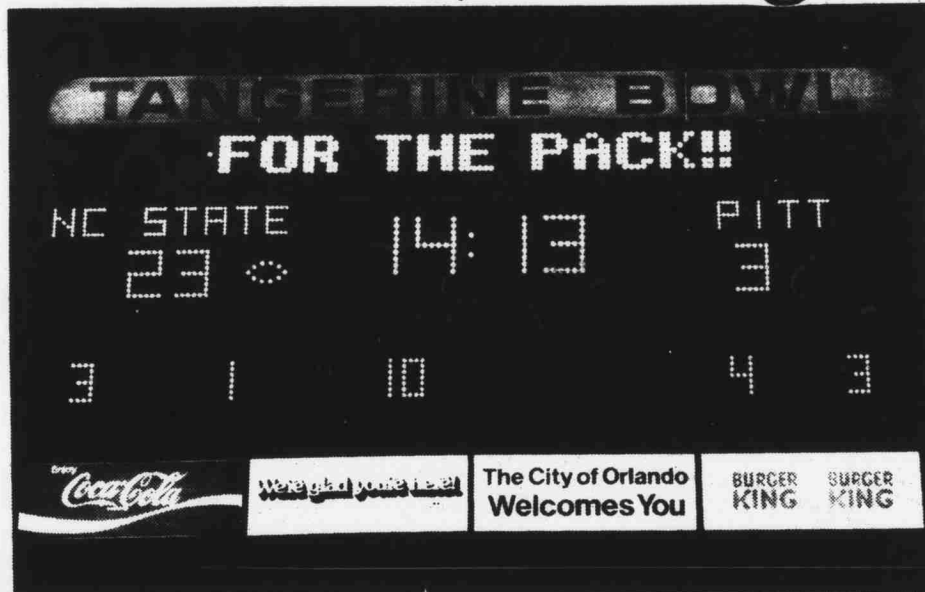 TANGERINE BOWL
FOR THE PACK!!
NC STATE 14:13 PITT
23 3
3 1 10 4 3
Enjoy
Coca-Cola
We're glad you're here!
The City of Orlando
Welcomes You
BURGER KING
BURGER KING